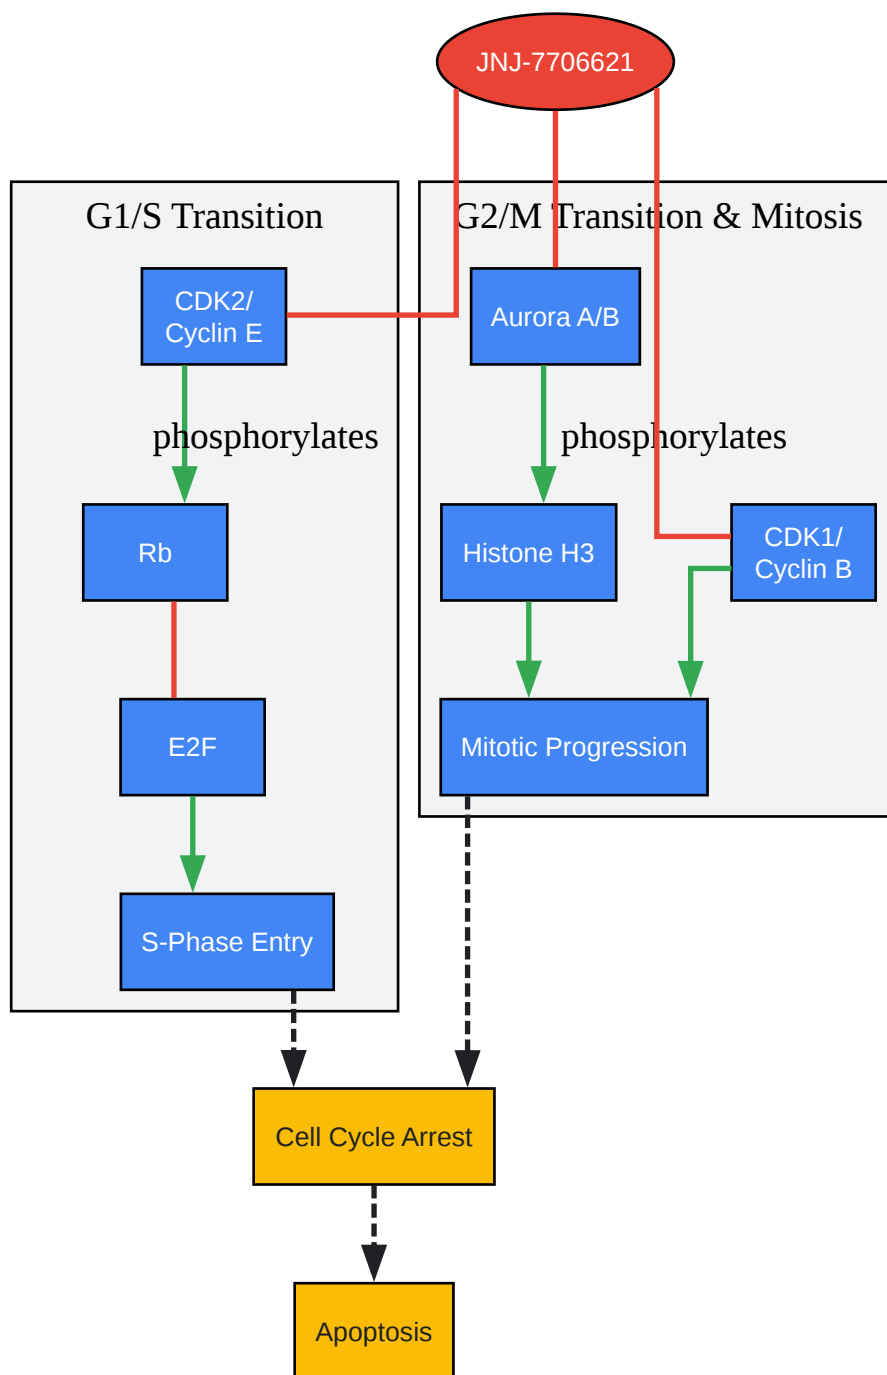 JNJ-7706621
G1/S Transition
G2/M Transition & Mitosis
CDK2/
Cyclin E
Aurora A/B
phosphorylates
phosphorylates
Rb
Histone H3
CDK1/
Cyclin B
E2F
Mitotic Progression
S-Phase Entry
Cell Cycle Arrest
Apoptosis